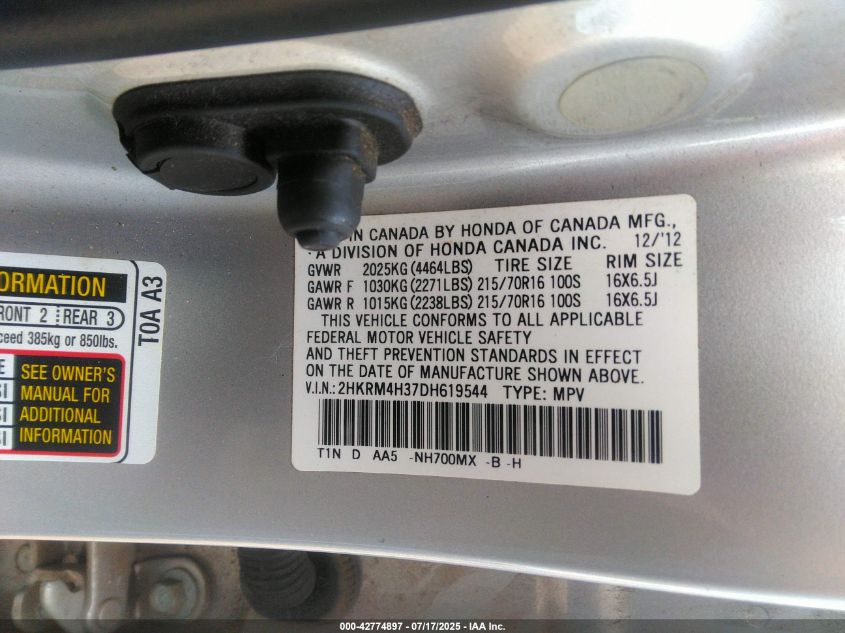 ORMATION
RONT 2 REAR 3
ceed 385kg or 850lbs.
SEE OWNER'S
MANUAL FOR
ADDITIONAL
INFORMATION
TOA A3
IN CANADA BY HONDA OF CANADA MFG.,
A DIVISION OF HONDA CANADA INC. 12/'12
GVWR 2025KG (4464LBS) TIRE SIZE RIM SIZE
GAWR F 1030KG (2271LBS) 215/70R16 100S 16X6.5J
GAWR R 1015KG (2238LBS) 215/70R16 100S 16X6.5J
THIS VEHICLE CONFORMS TO ALL APPLICABLE
FEDERAL MOTOR VEHICLE SAFETY
AND THEFT PREVENTION STANDARDS IN EFFECT
ON THE DATE OF MANUFACTURE SHOWN ABOVE.
V.I.N.: 2HKRM4H37DH619544 TYPE: MPV
T1N D AA5 -NH700MX -B -H
000-42774897 - 07/17/2025 - IAA Inc.